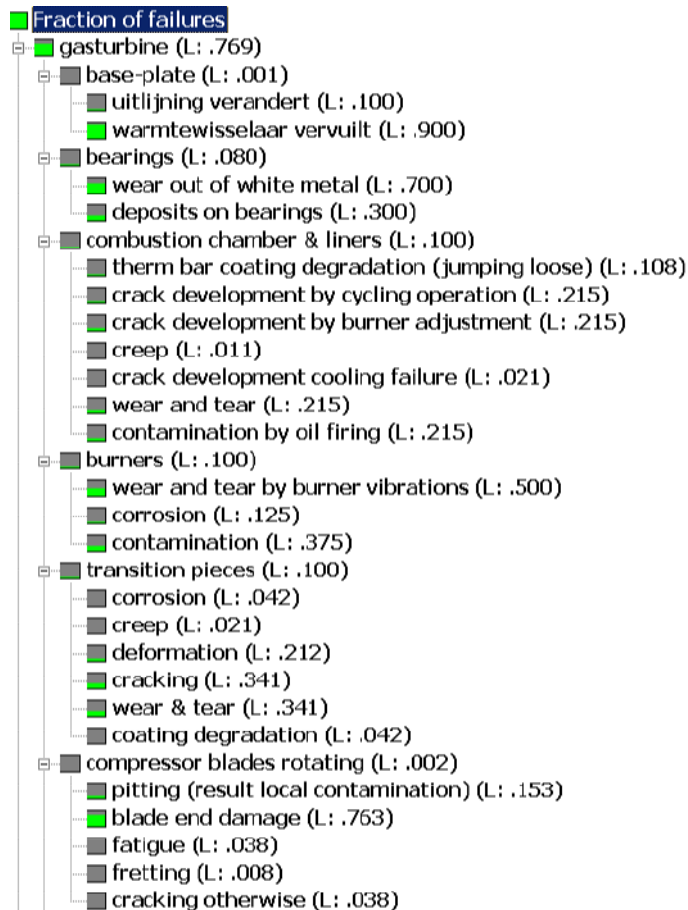 Fraction of failures
gasturbine (L: .769)
base-plate (L: .001)
uitlijning verandert (L: .100)
warmtewisselaar vervuilt (L: .900)
bearings (L: .080)
wear out of white metal (L: .700)
deposits on bearings (L: .300)
combustion chamber & liners (L: .100)
therm bar coating degradation (jumping loose) (L: .108)
crack development by cycling operation (L: .215)
crack development by burner adjustment (L: .215)
creep (L: .011)
crack development cooling failure (L: .021)
wear and tear (L: .215)
contamination by oil firing (L: .215)
burners (L: .100)
wear and tear by burner vibrations (L: .500)
corrosion (L: .125)
contamination (L: .375)
transition pieces (L: .100)
corrosion (L: .042)
creep (L: .021)
deformation (L: .212)
cracking (L: .341)
wear & tear (L: .341)
coating degradation (L: .042)
compressor blades rotating (L: .002)
pitting (result local contamination) (L: .153)
blade end damage (L: .763)
fatigue (L: .038)
fretting (L: .008)
cracking otherwise (L: .038)